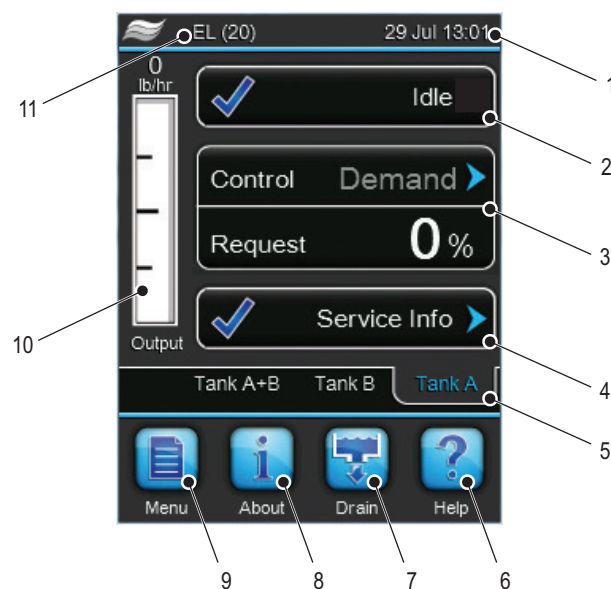 EL (20) 29 Jul 13:01
1
11
0
lb/hr
Idle
2
Control Demand
3
Request 0 %
10
Service Info
Output
4
Tank A+B Tank B Tank A
5
Menu About Drain Help
9 8 7 6